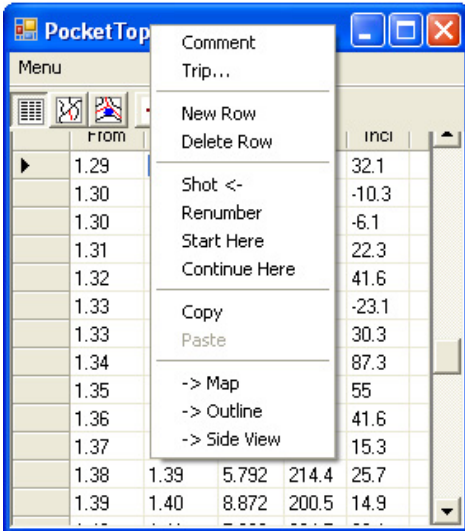 PocketTop
Menu
From Incl
1.29 32.1
1.30 -10.3
1.30 -6.1
1.31 22.3
1.32 41.6
1.33 -23.1
1.33 30.3
1.34 87.3
1.35 55
1.36 41.6
1.37 15.3
1.38 1.39 5.792 214.4 25.7
1.39 1.40 8.872 200.5 14.9
Comment
Trip...
New Row
Delete Row
Shot <-
Renumber
Start Here
Continue Here
Copy
Paste
-> Map
-> Outline
-> Side View